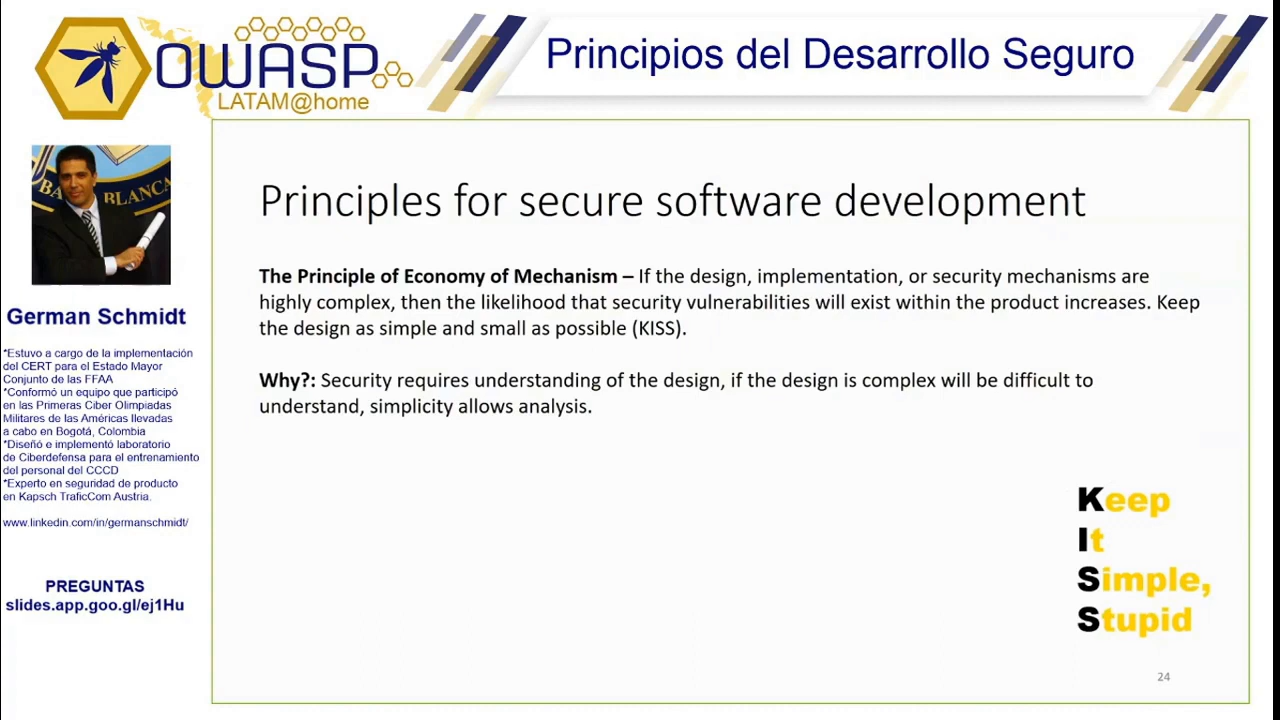 OWASP
LATAM@home
Principios del Desarrollo Seguro
BA BLANCA
German Schmidt
*Estuvo a cargo de la implementación
del CERT para el Estado Mayor
Conjunto de las FFAA
*Conformó un equipo que participó
en las Primeras Ciber Olimpiadas
Militares de las Américas llevadas
a cabo en Bogotá, Colombia
*Diseñó e implementó laboratorio
de Ciberdefensa para el entrenamiento
del personal del CCCD
*Experto en seguridad de producto
en Kapsch TraficCom Austria.
www.linkedin.com/in/germanschmidt/
PREGUNTAS
slides.app.goo.gl/ej1Hu
Principles for secure software development
The Principle of Economy of Mechanism – If the design, implementation, or security mechanisms are
highly complex, then the likelihood that security vulnerabilities will exist within the product increases. Keep
the design as simple and small as possible (KISS).
Why?: Security requires understanding of the design, if the design is complex will be difficult to
understand, simplicity allows analysis.
Keep
It
Simple,
Stupid
24